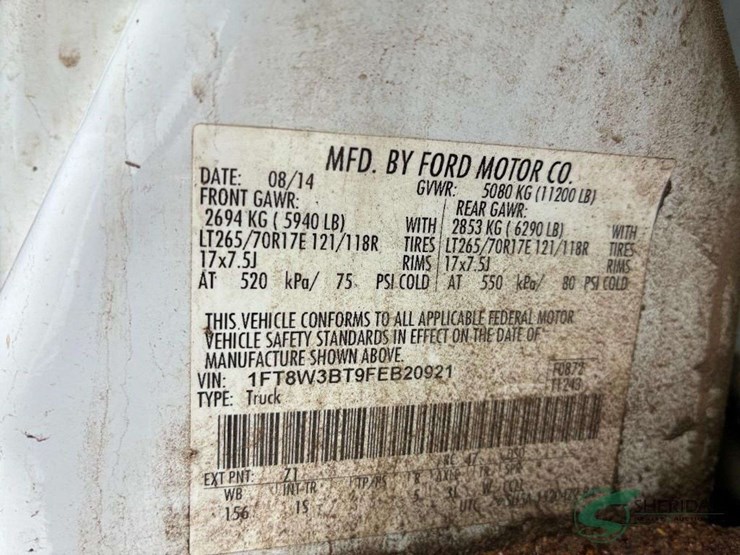 MFD. BY FORD MOTOR CO.
DATE: 08/14 GVWR: 5080 KG (11200 LB)
FRONT GAWR: REAR GAWR:
2694 KG ( 5940 LB) WITH 2853 KG ( 6290 LB) WITH
LT265/70R17E 121/118R TIRES LT265/70R17E 121/118R TIRES
17x7.5J RIMS 17x7.5J RIMS
AT 520 kPa/ 75 PSI COLD AT 550 kPa/ 80 PSI COLD
THIS VEHICLE CONFORMS TO ALL APPLICABLE FEDERAL MOTOR
VEHICLE SAFETY STANDARDS IN EFFECT ON THE DATE OF
MANUFACTURE SHOWN ABOVE.
VIN: 1FT8W3BT9FEB20921
TYPE: Truck
EXT PNT: Z1
WB INT TR
156 1S